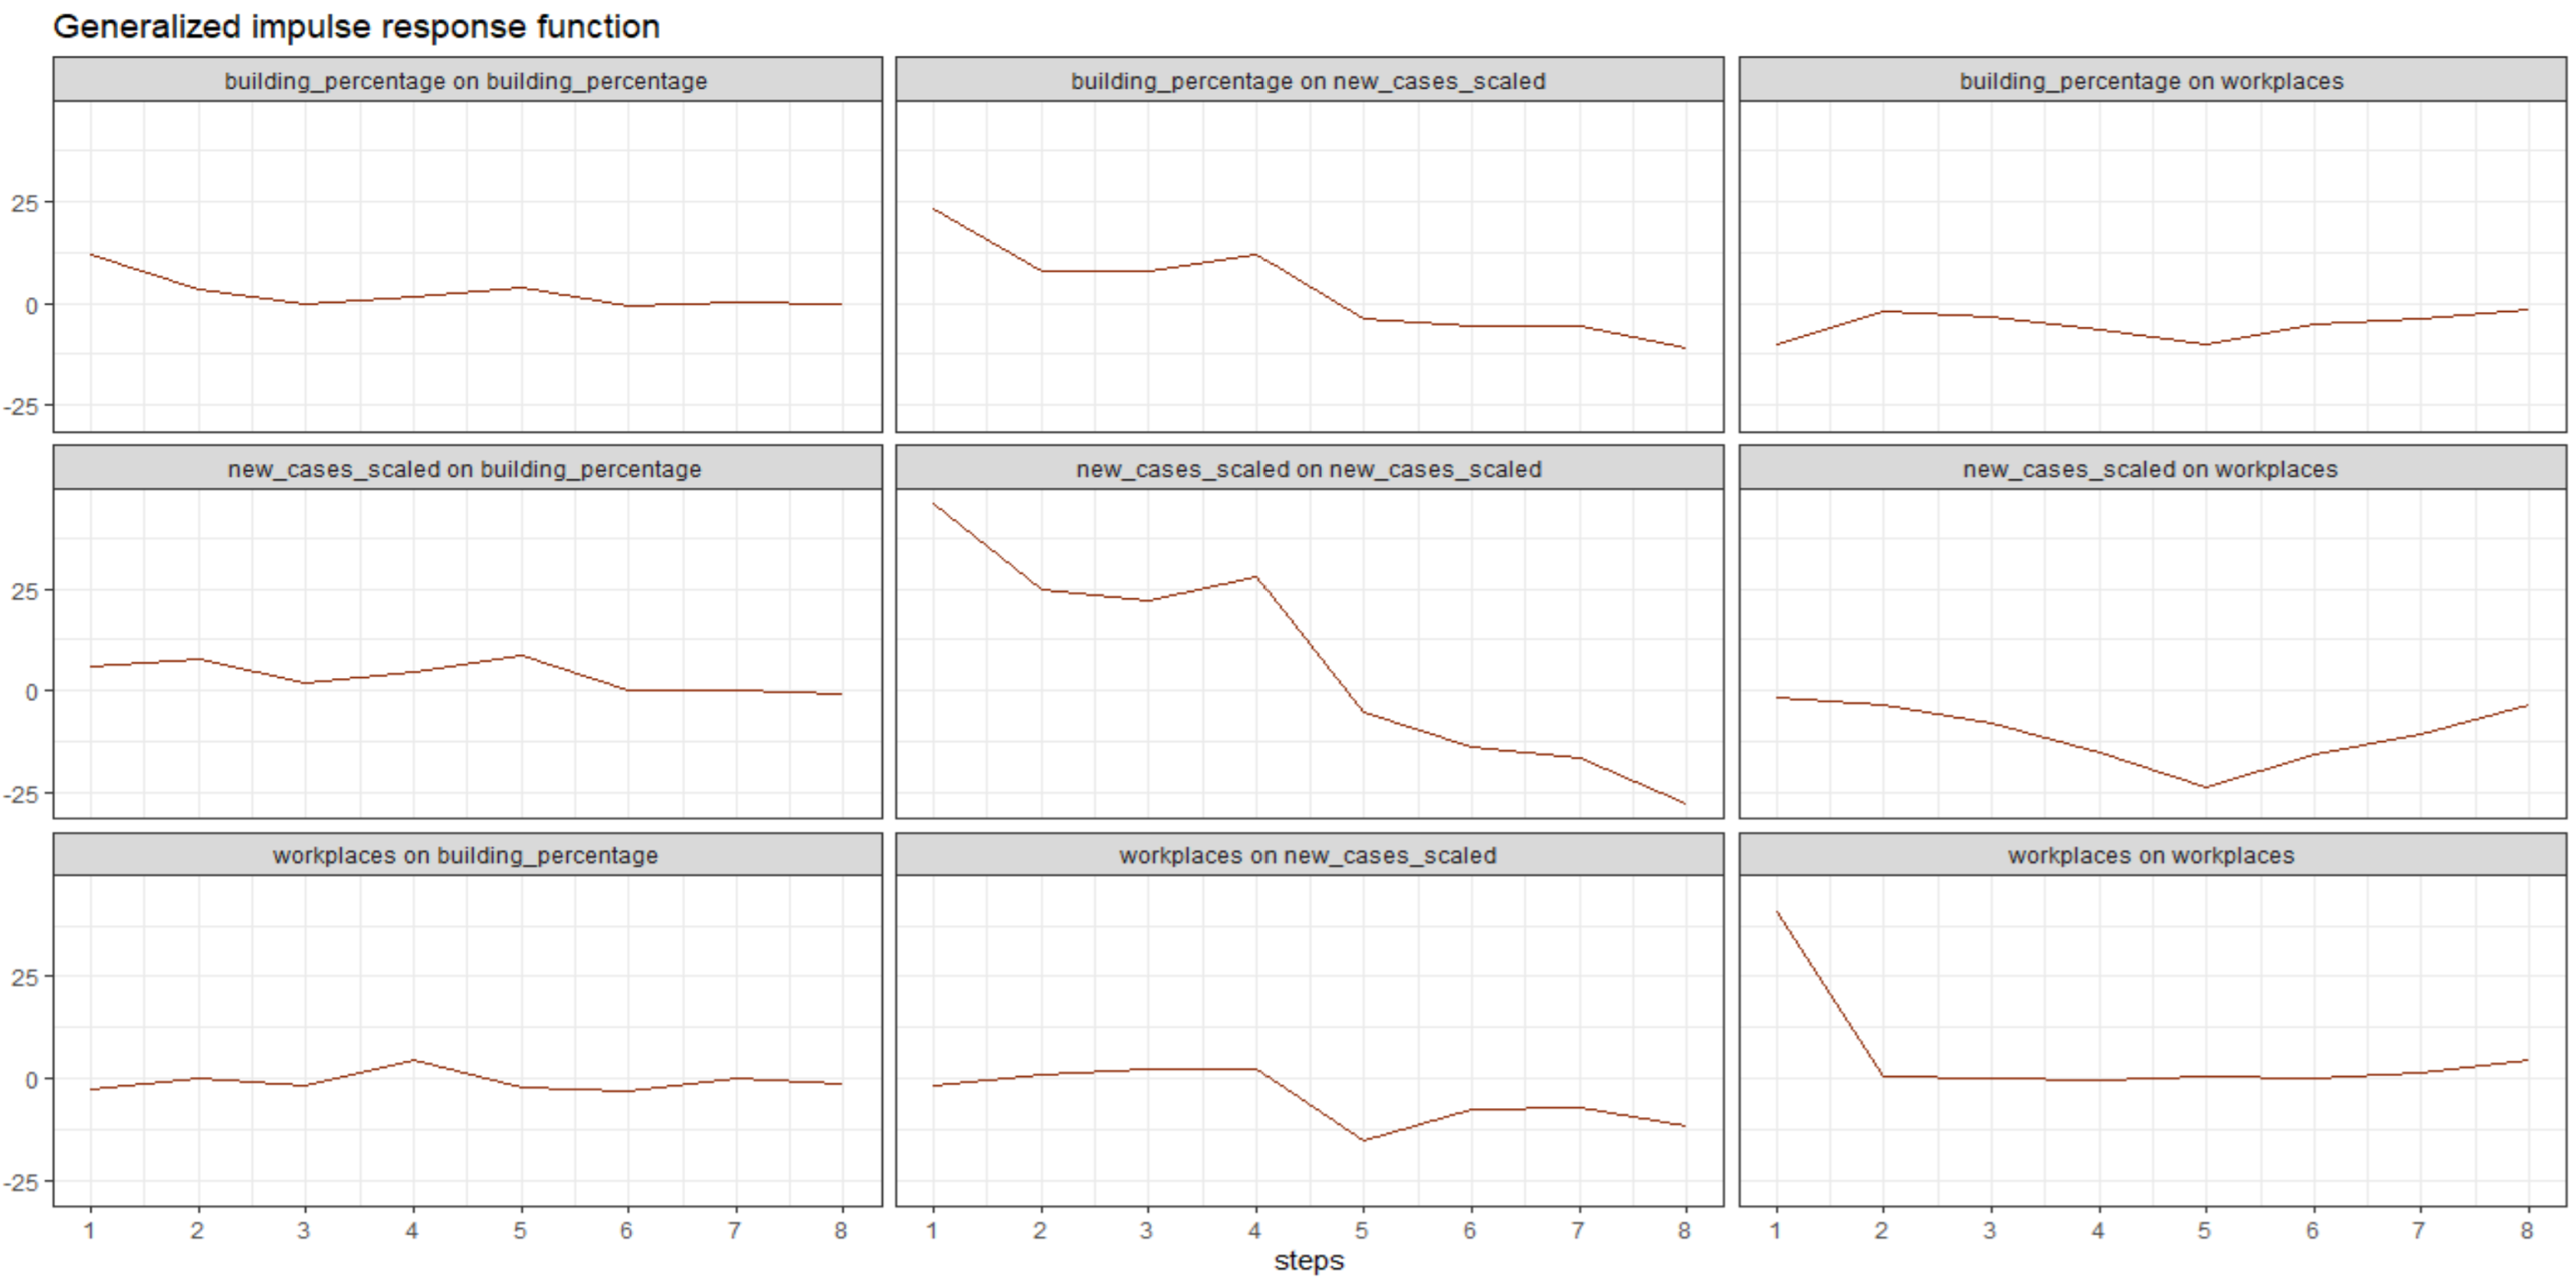 Generalized impulse response function
building_percentage on building_percentage
building_percentage on new_cases_scaled
building_percentage on workplaces
25
0
-25
new_cases_scaled on building_percentage
new_cases_scaled on new_cases_scaled
new_cases_scaled on workplaces
25
0
-25
workplaces on building_percentage
workplaces on new_cases_scaled
workplaces on workplaces
25
0
-25
1 2 3 4 5 6 7 8
1 2 3 4 5 6 7 8
1 2 3 4 5 6 7 8
steps